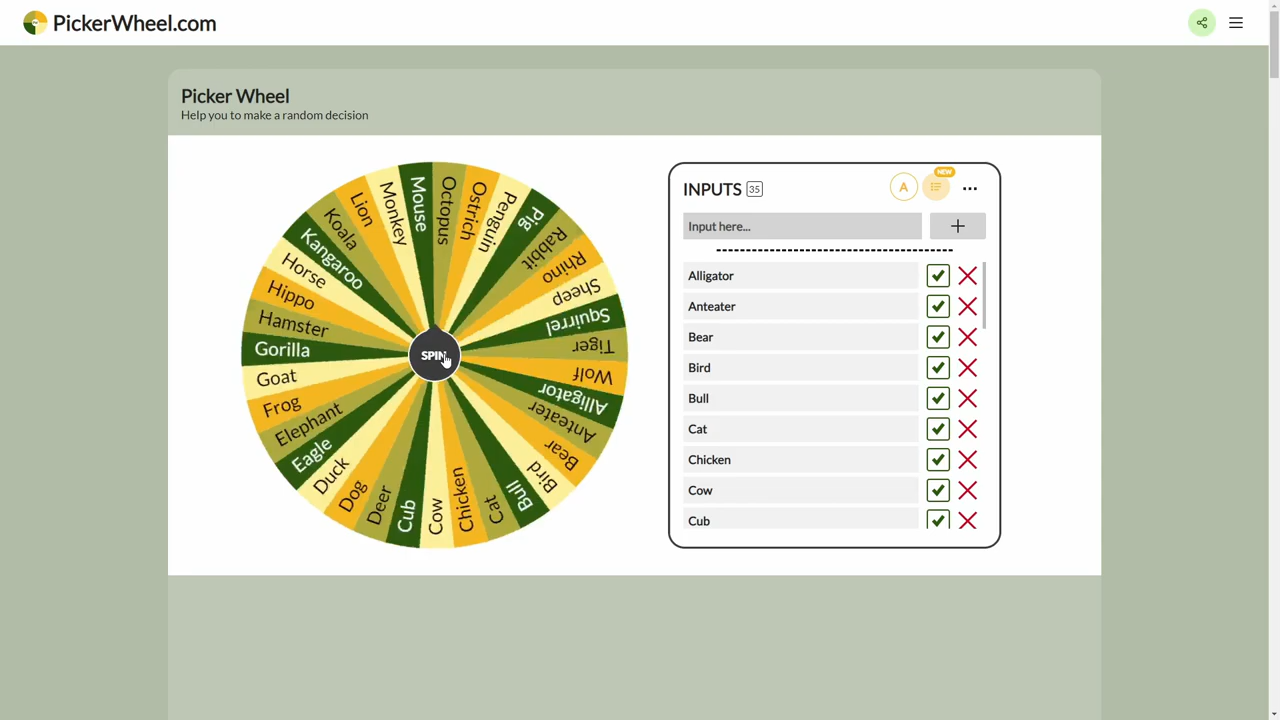 PickerWheel.com
Picker Wheel
Help you to make a random decision
Mouse
Octopus
Ostrich
Penguin
Pig
Rabbit
Rhino
Sheep
Squirrel
Tiger
Wolf
Alligator
Anteater
Bear
Bird
Bull
Cat
Chicken
Cow
Cub
Deer
Dog
Duck
Eagle
Elephant
Frog
Goat
Gorilla
Hamster
Hippo
Horse
Kangaroo
Koala
Lion
Monkey
SPIN
INPUTS 35
A
NEW
Input here...
Alligator
Anteater
Bear
Bird
Bull
Cat
Chicken
Cow
Cub